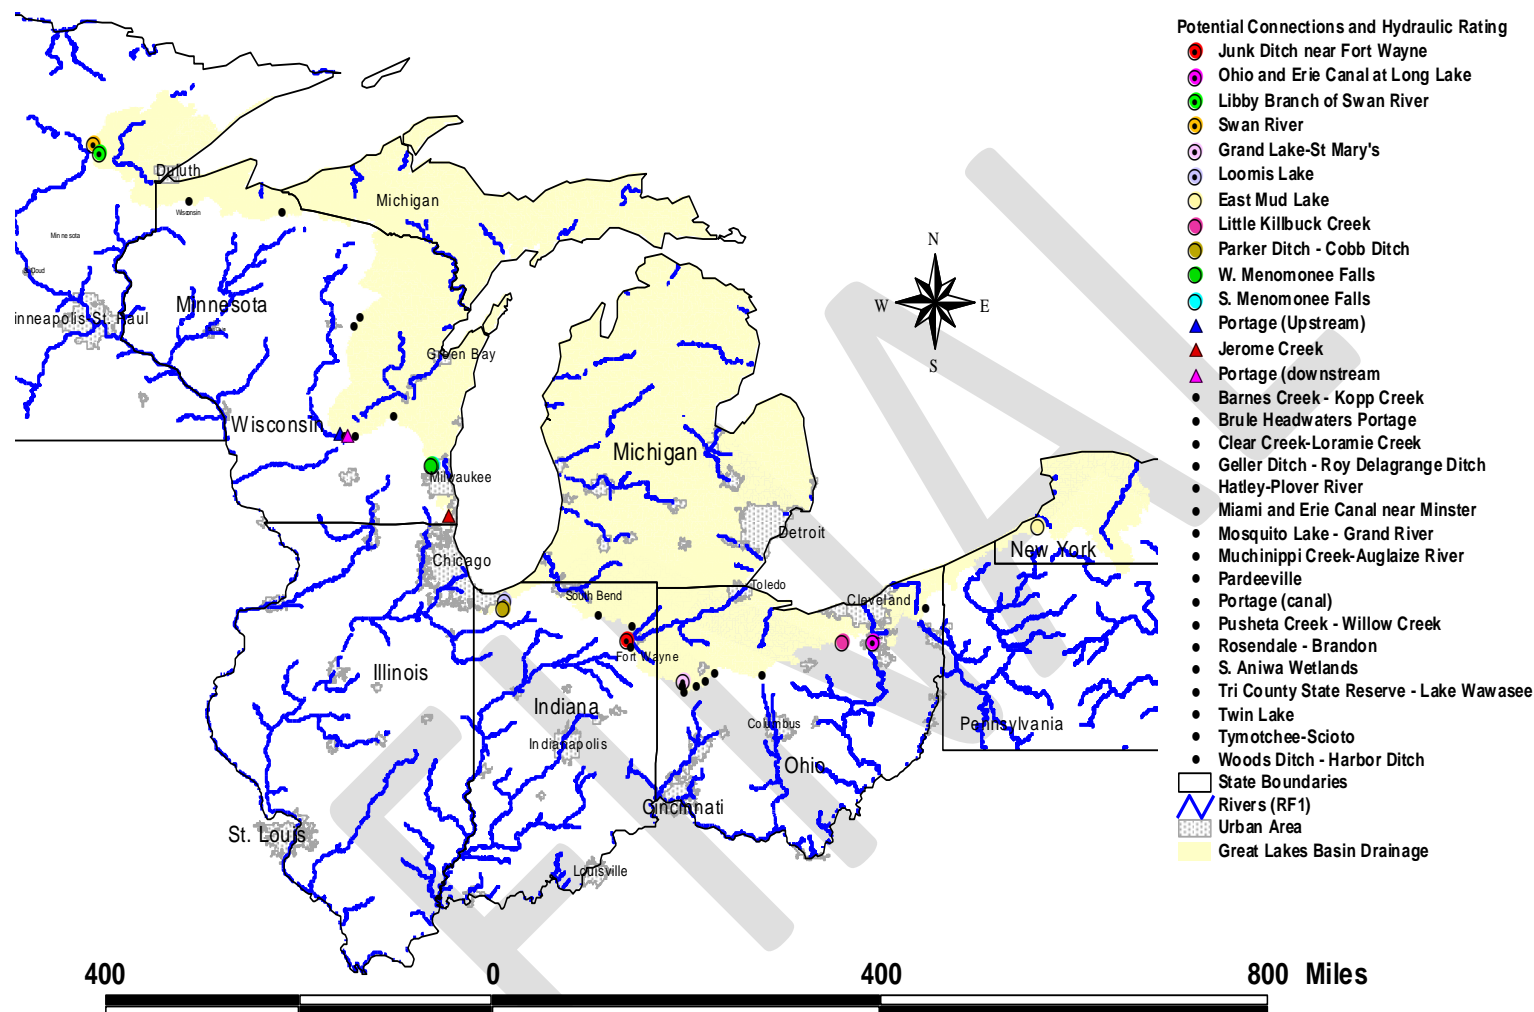 Potential Connections and Hydraulic Rating
Junk Ditch near Fort Wayne
Ohio and Erie Canal at Long Lake
Libby Branch of Swan River
Swan River
Grand Lake-St Mary's
Loomis Lake
East Mud Lake
Little Killbuck Creek
Parker Ditch - Cobb Ditch
W. Menomonee Falls
S. Menomonee Falls
Portage (Upstream)
Jerome Creek
Portage (downstream
Barnes Creek - Kopp Creek
Brule Headwaters Portage
Clear Creek-Loramie Creek
Geller Ditch - Roy Delagrange Ditch
Hatley-Plover River
Miami and Erie Canal near Minster
Mosquito Lake - Grand River
Muchinippi Creek-Auglaize River
Pardeeville
Portage (canal)
Pusheta Creek - Willow Creek
Rosendale - Brandon
S. Aniwa Wetlands
Tri County State Reserve - Lake Wawasee
Twin Lake
Tymotchee-Scioto
Woods Ditch - Harbor Ditch
State Boundaries
Rivers (RF1)
Urban Area
Great Lakes Basin Drainage
Duluth
Michigan
Wisconsin
Minnesota
Minnesota
inneapolis St. Paul
Green Bay
Wisconsin
Michigan
Milwaukee
Detroit
Chicago
New York
Toledo
South Bend
Cleveland
Fort Wayne
Illinois
Indiana
Columbus
Pennsylvania
Indianapolis
Ohio
Cincinnati
St. Louis
Louisville
N
W
E
S
400
0
400
800 Miles
FINAL